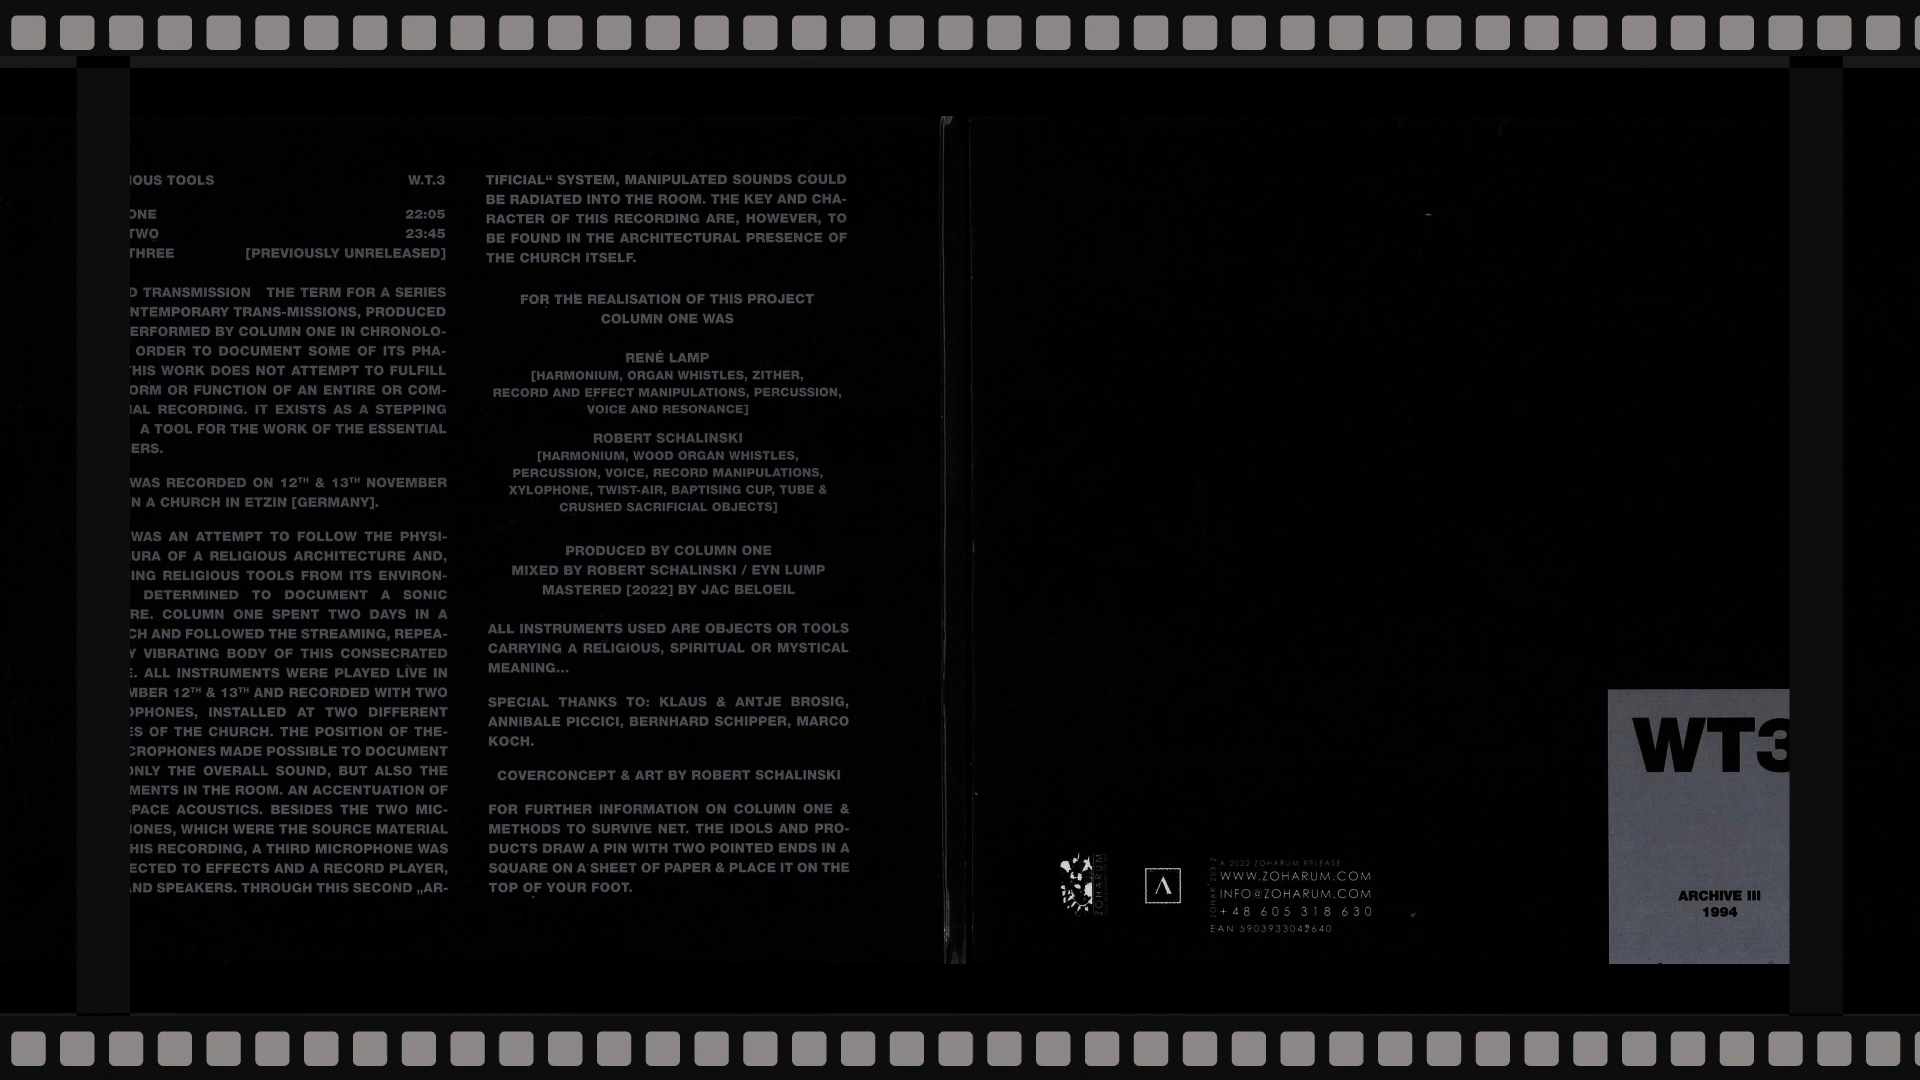 IOUS TOOLS W.T.3
ONE 22:05
TWO 23:45
THREE [PREVIOUSLY UNRELEASED]
D TRANSMISSION THE TERM FOR A SERIES
NTEMPORARY TRANS-MISSIONS, PRODUCED
ERFORMED BY COLUMN ONE IN CHRONOLO-
ORDER TO DOCUMENT SOME OF ITS PHA-
THIS WORK DOES NOT ATTEMPT TO FULFILL
ORM OR FUNCTION OF AN ENTIRE OR COM-
IAL RECORDING. IT EXISTS AS A STEPPING
A TOOL FOR THE WORK OF THE ESSENTIAL
ERS.
WAS RECORDED ON 12TH & 13TH NOVEMBER
N A CHURCH IN ETZIN [GERMANY].
WAS AN ATTEMPT TO FOLLOW THE PHYSI-
URA OF A RELIGIOUS ARCHITECTURE AND,
ING RELIGIOUS TOOLS FROM ITS ENVIRON-
DETERMINED TO DOCUMENT A SONIC
RE. COLUMN ONE SPENT TWO DAYS IN A
CH AND FOLLOWED THE STREAMING, REPEA-
Y VIBRATING BODY OF THIS CONSECRATED
E. ALL INSTRUMENTS WERE PLAYED LIVE IN
MBER 12TH & 13TH AND RECORDED WITH TWO
OPHONES, INSTALLED AT TWO DIFFERENT
ES OF THE CHURCH. THE POSITION OF THE-
CROPHONES MADE POSSIBLE TO DOCUMENT
ONLY THE OVERALL SOUND, BUT ALSO THE
MENTS IN THE ROOM. AN ACCENTUATION OF
SPACE ACOUSTICS. BESIDES THE TWO MIC-
IONES, WHICH WERE THE SOURCE MATERIAL
HIS RECORDING, A THIRD MICROPHONE WAS
ECTED TO EFFECTS AND A RECORD PLAYER,
ND SPEAKERS. THROUGH THIS SECOND „AR-
TIFICIAL“ SYSTEM, MANIPULATED SOUNDS COULD
BE RADIATED INTO THE ROOM. THE KEY AND CHA-
RACTER OF THIS RECORDING ARE, HOWEVER, TO
BE FOUND IN THE ARCHITECTURAL PRESENCE OF
THE CHURCH ITSELF.
FOR THE REALISATION OF THIS PROJECT
COLUMN ONE WAS
RENÉ LAMP
[HARMONIUM, ORGAN WHISTLES, ZITHER,
RECORD AND EFFECT MANIPULATIONS, PERCUSSION,
VOICE AND RESONANCE]
ROBERT SCHALINSKI
[HARMONIUM, WOOD ORGAN WHISTLES,
PERCUSSION, VOICE, RECORD MANIPULATIONS,
XYLOPHONE, TWIST-AIR, BAPTISING CUP, TUBE &
CRUSHED SACRIFICIAL OBJECTS]
PRODUCED BY COLUMN ONE
MIXED BY ROBERT SCHALINSKI / EYN LUMP
MASTERED [2022] BY JAC BELOEIL
ALL INSTRUMENTS USED ARE OBJECTS OR TOOLS
CARRYING A RELIGIOUS, SPIRITUAL OR MYSTICAL
MEANING...
SPECIAL THANKS TO: KLAUS & ANTJE BROSIG,
ANNIBALE PICCICI, BERNHARD SCHIPPER, MARCO
KOCH.
COVERCONCEPT & ART BY ROBERT SCHALINSKI
FOR FURTHER INFORMATION ON COLUMN ONE &
METHODS TO SURVIVE NET. THE IDOLS AND PRO-
DUCTS DRAW A PIN WITH TWO POINTED ENDS IN A
SQUARE ON A SHEET OF PAPER & PLACE IT ON THE
TOP OF YOUR FOOT.
ZOHARUM
A 2022 ZOHARUM RELEASE
WWW.ZOHARUM.COM
INFO@ZOHARUM.COM
+48 605 318 630
EAN 5903933042640
WT3
ARCHIVE III
1994